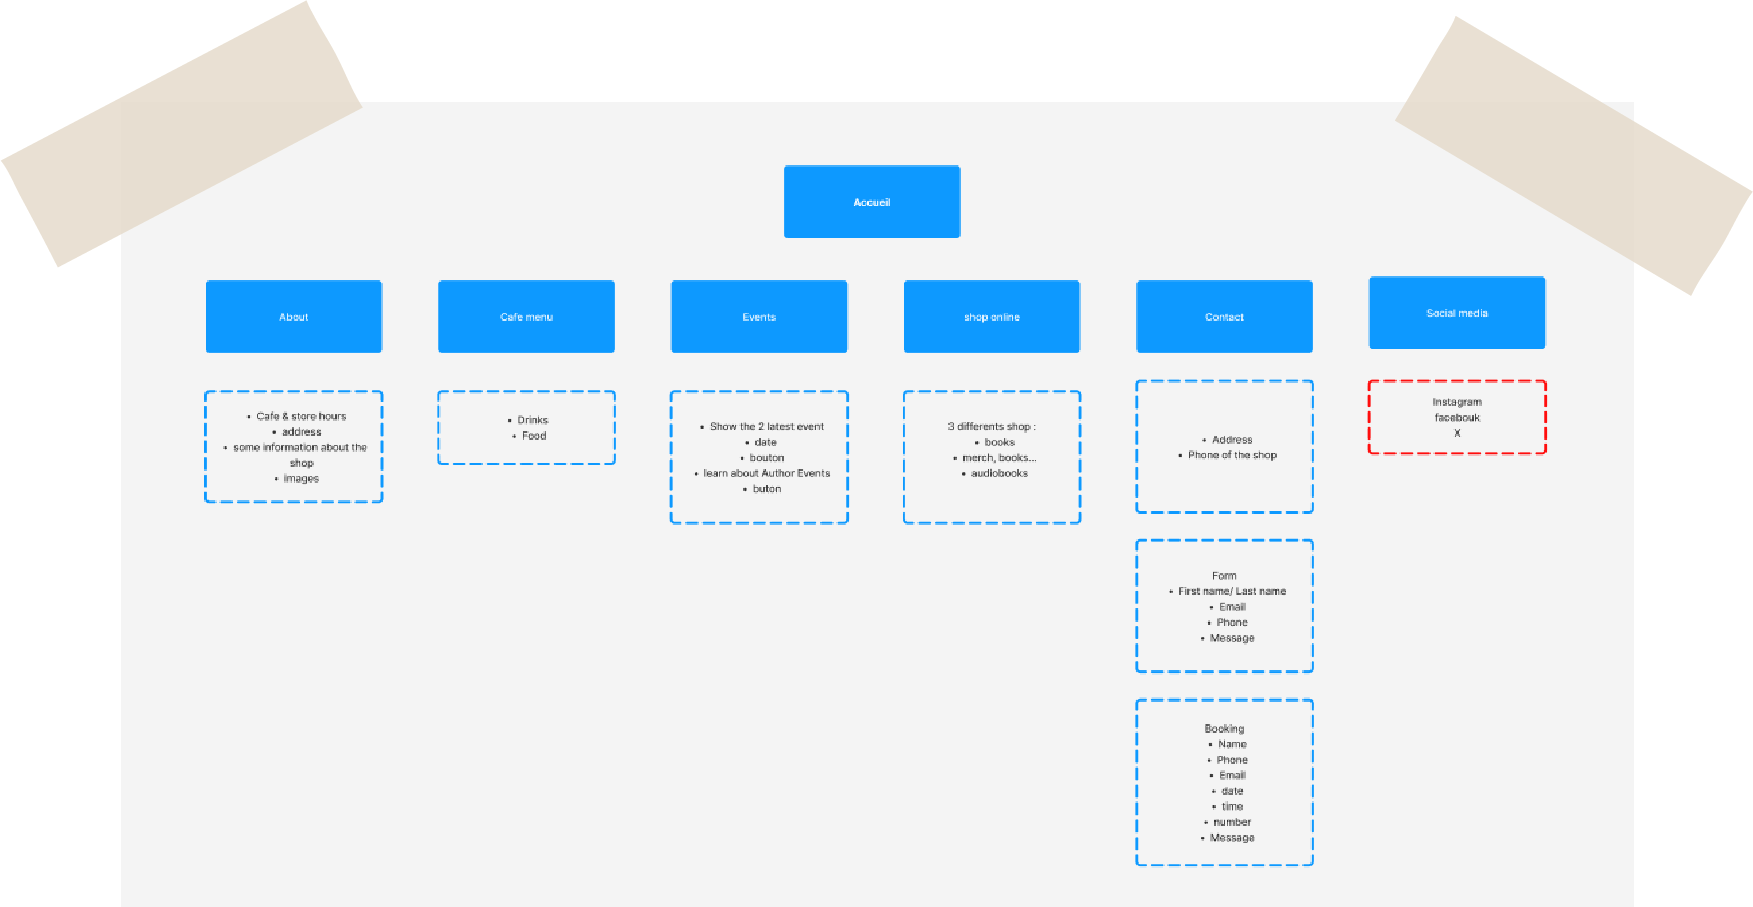 Accueil
About
Cafe menu
Events
shop online
Contact
Social media
• Cafe & store hours
• address
• some information about the
shop
• images
• Drinks
• Food
• Show the 2 latest event
• date
• bouton
• learn about Author Events
• buton
3 differents shop :
• books
• merch, books...
• audiobooks
• Address
• Phone of the shop
Instagram
facebouk
X
Form
• First name/ Last name
• Email
• Phone
• Message
Booking
• Name
• Phone
• Email
• date
• time
• number
• Message